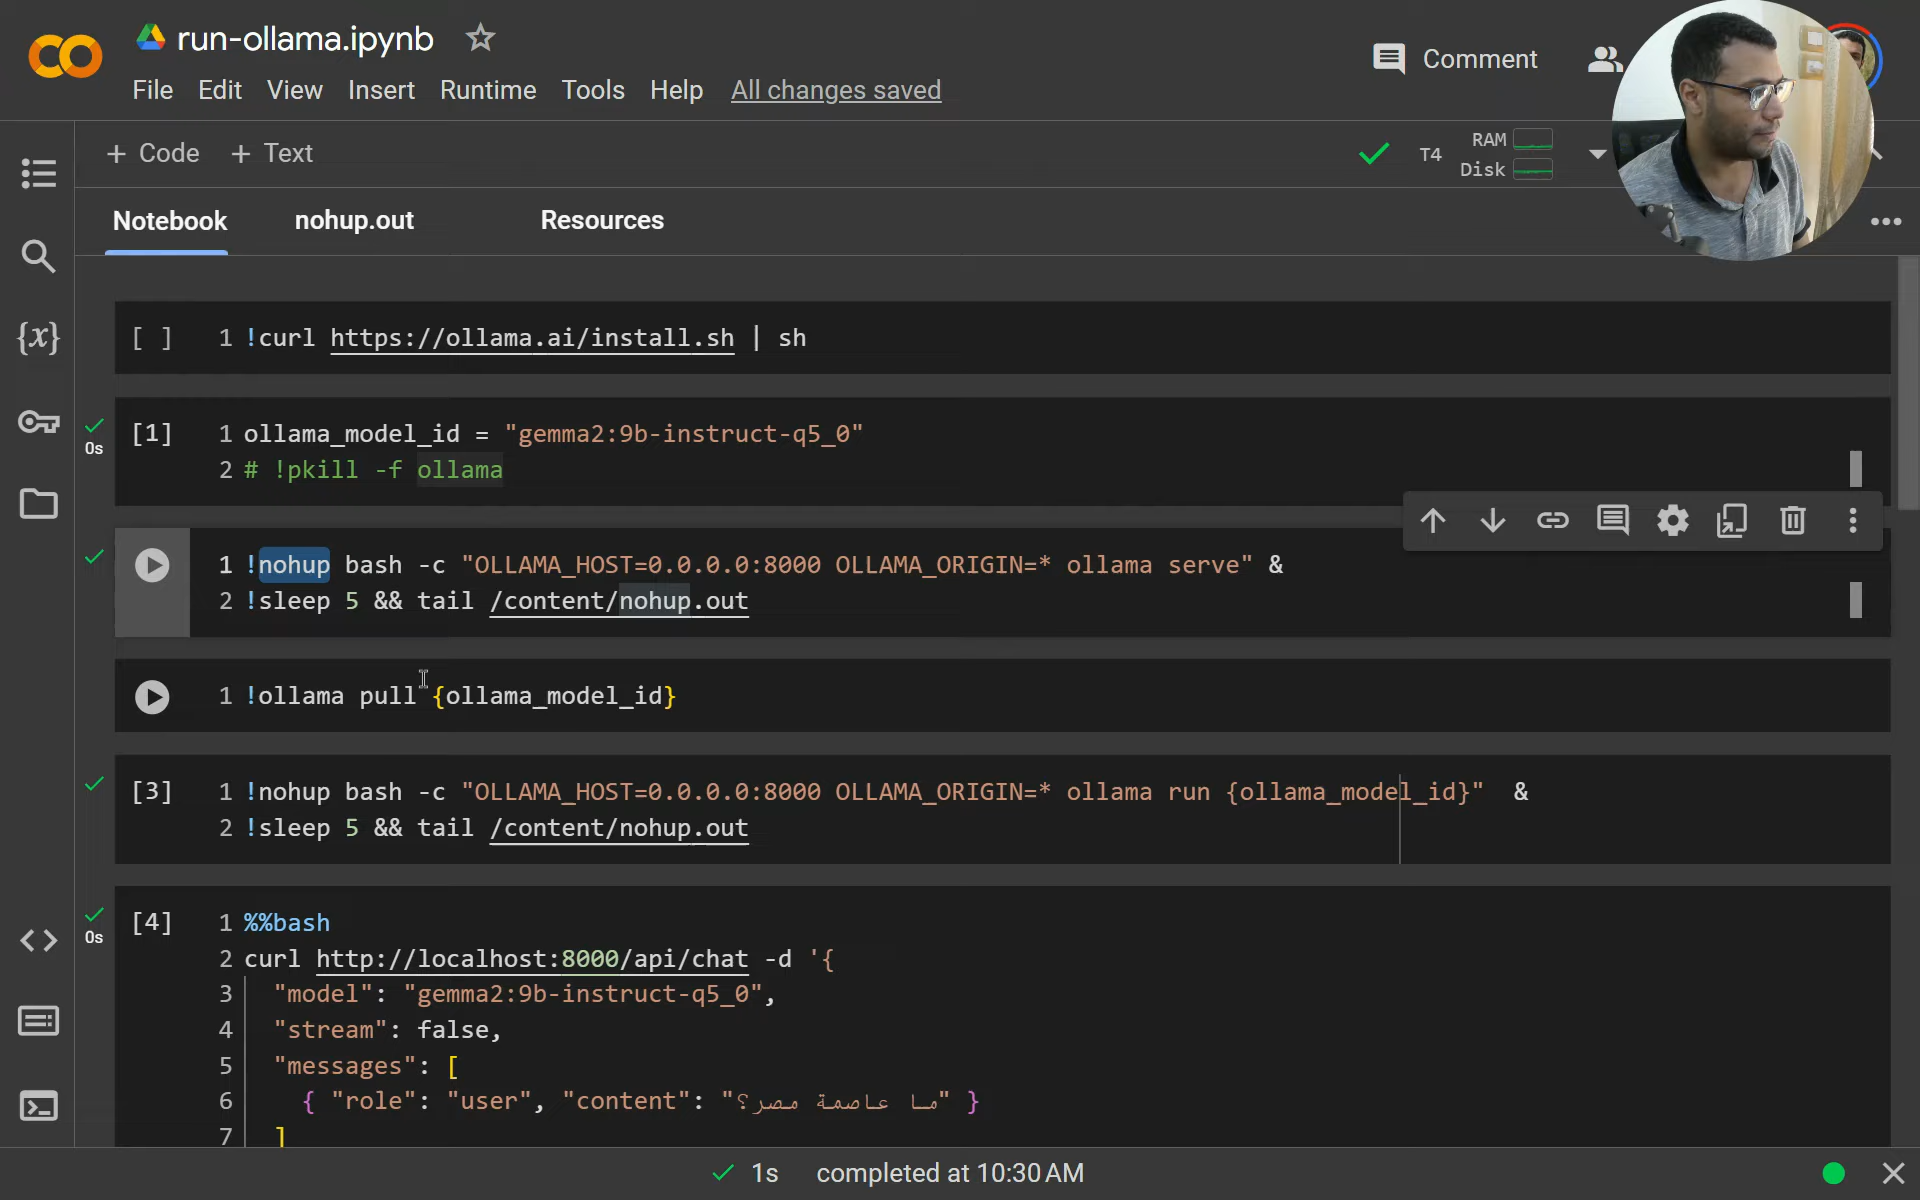 run-ollama.ipynb
Comment
File Edit View Insert Runtime Tools Help All changes saved
+ Code + Text
T4
RAM
Disk
Notebook nohup.out Resources
[ ] 1 !curl https://ollama.ai/install.sh | sh
[1] 1 ollama_model_id = "gemma2:9b-instruct-q5_0"
0s
2 # !pkill -f ollama
1 !nohup bash -c "OLLAMA_HOST=0.0.0.0:8000 OLLAMA_ORIGIN=* ollama serve" &
2 !sleep 5 && tail /content/nohup.out
1 !ollama pull {ollama_model_id}
[3] 1 !nohup bash -c "OLLAMA_HOST=0.0.0.0:8000 OLLAMA_ORIGIN=* ollama run {ollama_model_id}"  &
2 !sleep 5 && tail /content/nohup.out
[4] 1 %%bash
0s
2 curl http://localhost:8000/api/chat -d '{
3 "model": "gemma2:9b-instruct-q5_0",
4 "stream": false,
5 "messages": [
6 { "role": "user", "content": "ما عاصمة مصر؟" }
7 ]
1s completed at 10:30 AM